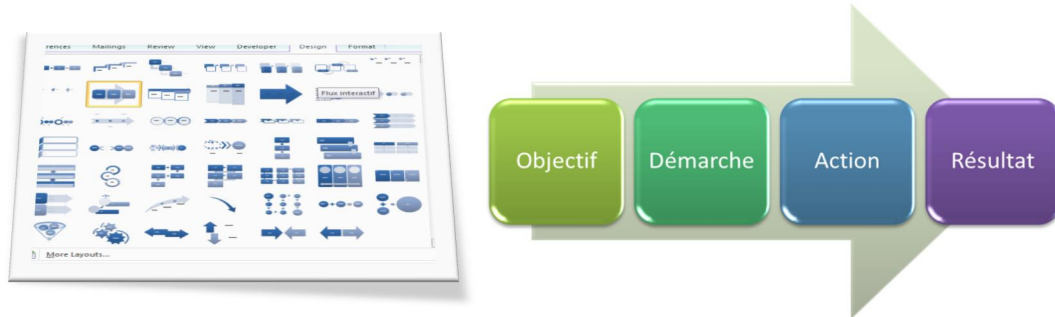 rences Mailings Review View Developer Design Format
Flux interactif
More Layouts...
Objectif Démarche Action Résultat